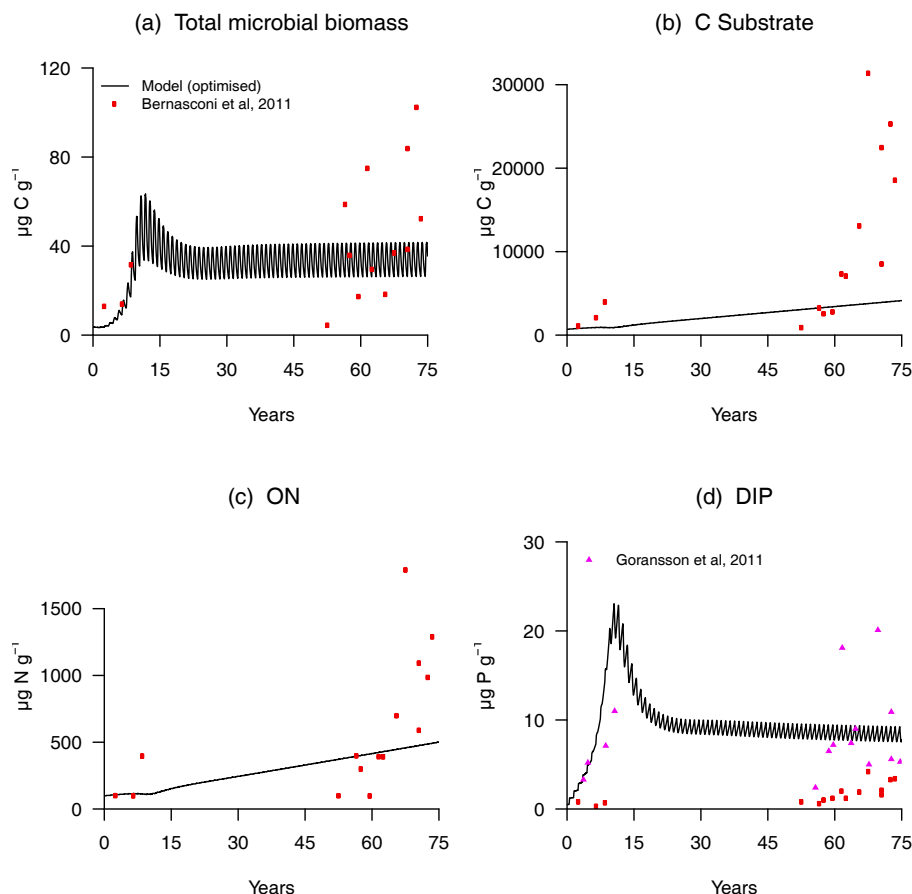 (a) Total microbial biomass
120
80
40
0
µg C g⁻¹
Model (optimised)
Bernasconi et al, 2011
0 15 30 45 60 75
Years
(b) C Substrate
30000
20000
10000
0
µg C g⁻¹
0 15 30 45 60 75
Years
(c) ON
1500
1000
500
0
µg N g⁻¹
0 15 30 45 60 75
Years
(d) DIP
30
20
10
0
µg P g⁻¹
Goransson et al, 2011
0 15 30 45 60 75
Years